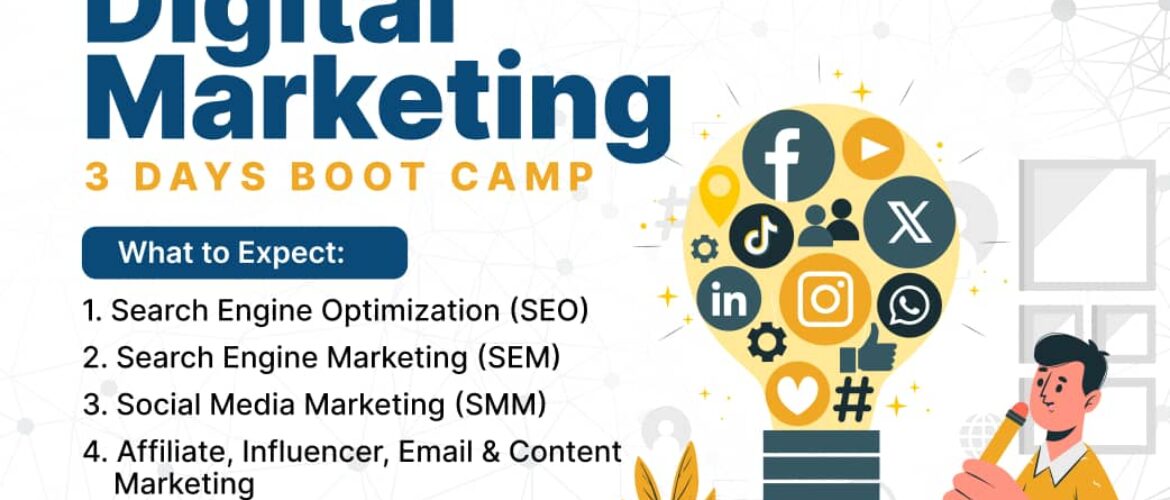 Digital
Marketing
3 DAYS BOOT CAMP
What to Expect:
1. Search Engine Optimization (SEO)
2. Search Engine Marketing (SEM)
3. Social Media Marketing (SMM)
4. Affiliate, Influencer, Email & Content
Marketing